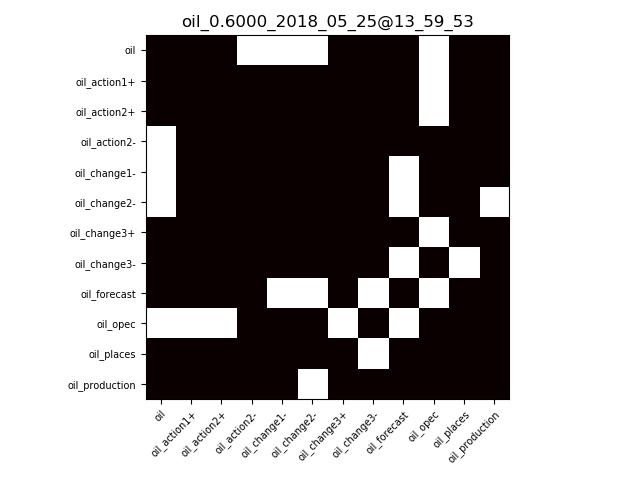 oil_0.6000_2018_05_25@13_59_53
oil
oil_action1+
oil_action2+
oil_action2-
oil_change1-
oil_change2-
oil_change3+
oil_change3-
oil_forecast
oil_opec
oil_places
oil_production
oil
oil_action1+
oil_action2+
oil_action2-
oil_change1-
oil_change2-
oil_change3+
oil_change3-
oil_forecast
oil_opec
oil_places
oil_production